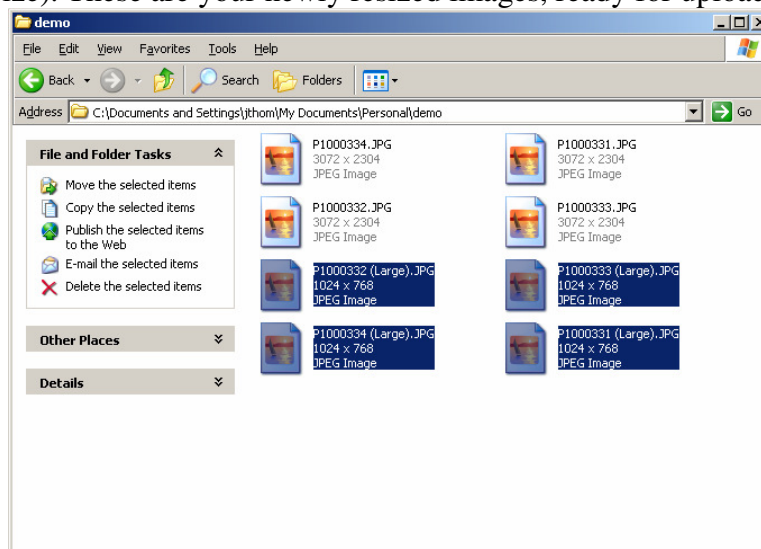 ize). These are your newly resized images, ready for upload
demo
File Edit View Favorites Tools Help
Back Search Folders
Address C:\Documents and Settings\jthom\My Documents\Personal\demo Go
File and Folder Tasks
Move the selected items
Copy the selected items
Publish the selected items
to the Web
E-mail the selected items
Delete the selected items
Other Places
Details
P1000334.JPG
3072 x 2304
JPEG Image
P1000331.JPG
3072 x 2304
JPEG Image
P1000332.JPG
3072 x 2304
JPEG Image
P1000333.JPG
3072 x 2304
JPEG Image
P1000332 (Large).JPG
1024 x 768
JPEG Image
P1000333 (Large).JPG
1024 x 768
JPEG Image
P1000334 (Large).JPG
1024 x 768
JPEG Image
P1000331 (Large).JPG
1024 x 768
JPEG Image